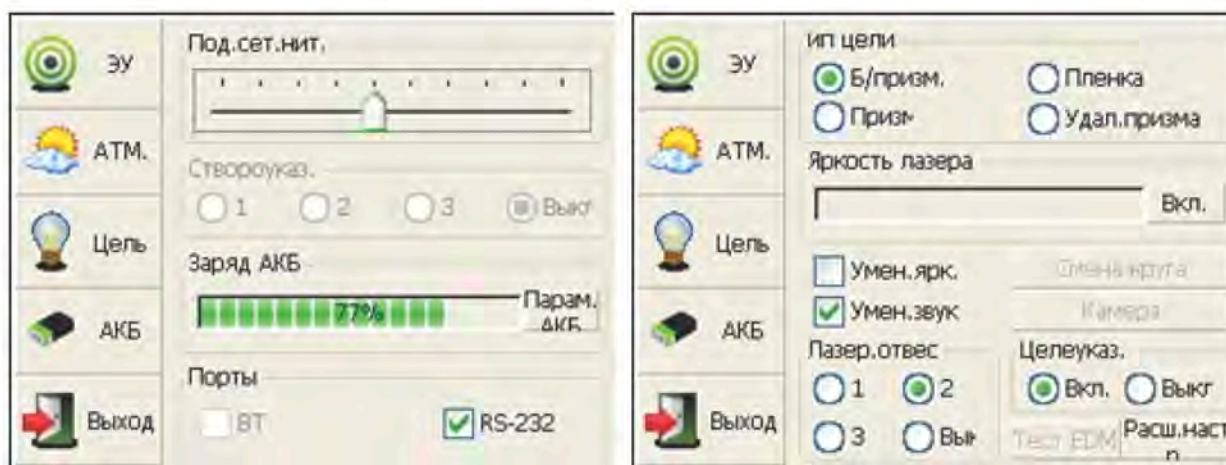 ЭУ
АТМ.
Цель
АКБ
Выход
Под.сет.нит.
Створоуказ.
1 2 3 Выкл
Заряд АКБ
77%
Парам.
АКБ
Порты
BT RS-232
ЭУ
АТМ.
Цель
АКБ
Выход
ип цели
Б/призм. Пленка
Призм Удал.призма
Яркость лазера
Вкл.
Умен.ярк. Смена круга
Умен.звук Камера
Лазер.отвес Целеуказ.
1 2 Вкл. Выкл
3 Вык
Тест EDM Расш.наст
р